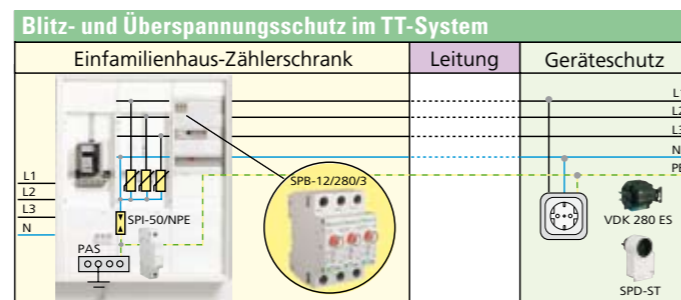 Blitz- und Überspannungsschutz im TT-System
Einfamilienhaus-Zählerschrank
Leitung
Geräteschutz
L1
L2
L3
N
PE
L1
L2
L3
N
SPB-12/280/3
SPI-50/NPE
PAS
VDK 280 ES
SPD-ST